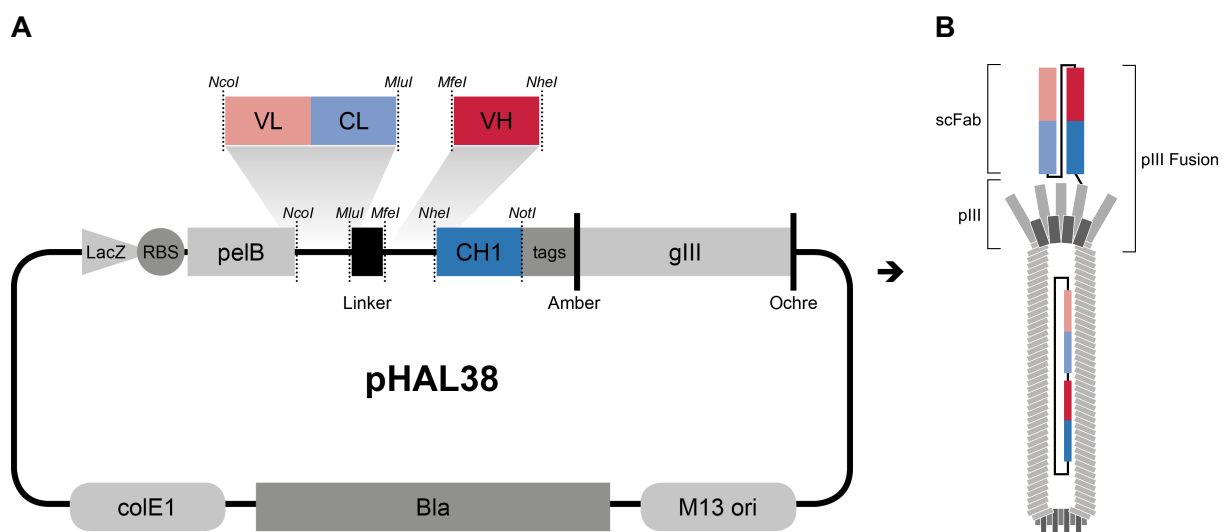 A
B
NcoI
MluI
MfeI
NheI
VL
CL
VH
scFab
pIII Fusion
pIII
NcoI
MluI
MfeI
NheI
NotI
LacZ
RBS
pelB
CH1
tags
gIII
Linker
Amber
Ochre
pHAL38
colE1
Bla
M13 ori